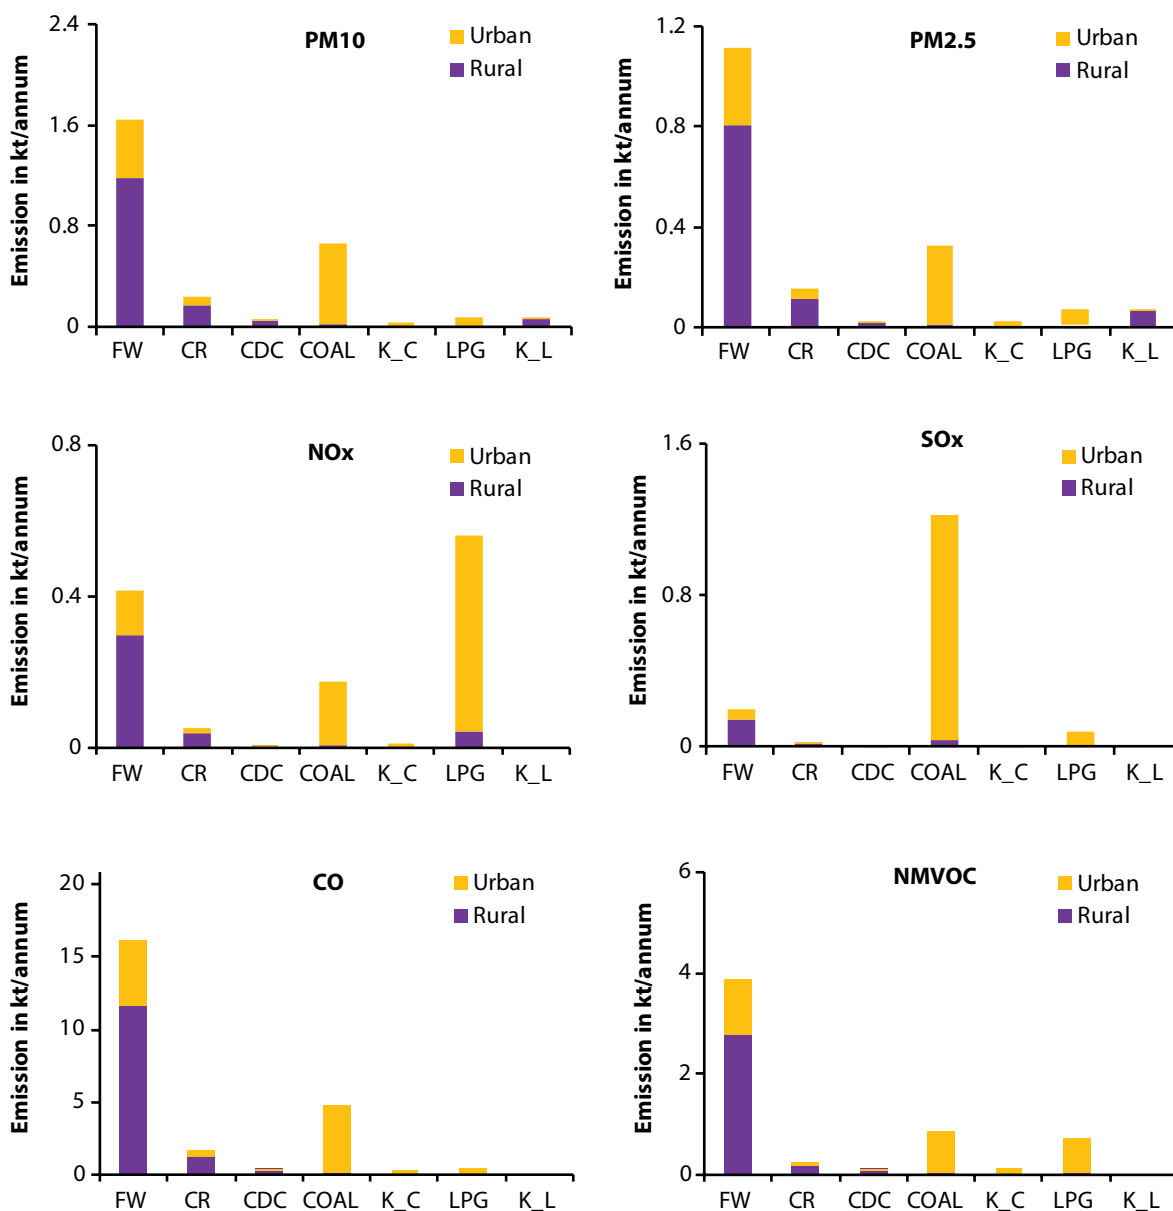 PM10
Urban
Rural
Emission in kt/annum
2.4
1.6
0.8
0
FW CR CDC COAL K_C LPG K_L
PM2.5
Urban
Rural
Emission in kt/annum
1.2
0.8
0.4
0
FW CR CDC COAL K_C LPG K_L
NOx
Urban
Rural
Emission in kt/annum
0.8
0.4
0
FW CR CDC COAL K_C LPG K_L
SOx
Urban
Rural
Emission in kt/annum
1.6
0.8
0
FW CR CDC COAL K_C LPG K_L
CO
Urban
Rural
Emission in kt/annum
20
15
10
5
0
FW CR CDC COAL K_C LPG K_L
NMVOC
Urban
Rural
Emission in kt/annum
6
4
2
0
FW CR CDC COAL K_C LPG K_L